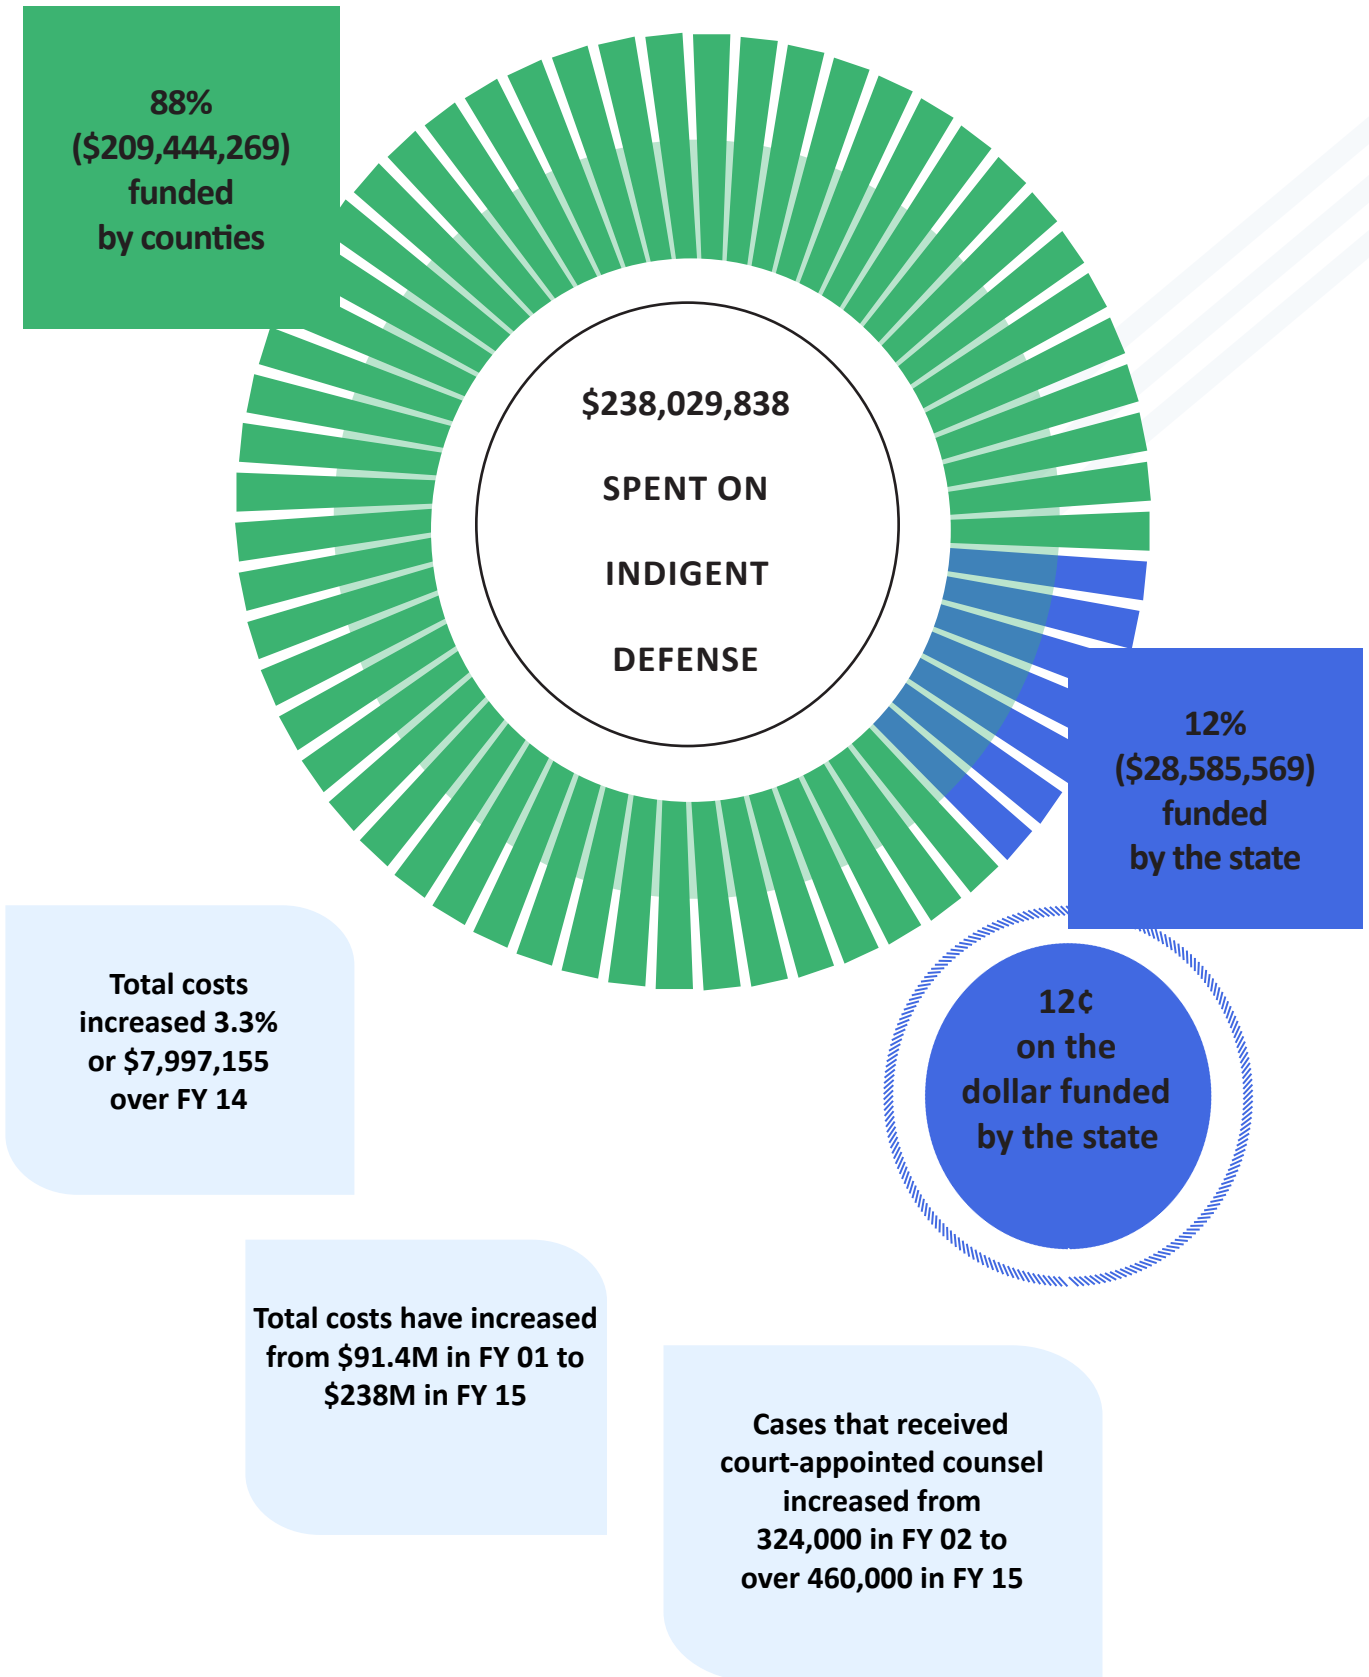 88%
($209,444,269)
funded
by counties
$238,029,838
SPENT ON
INDIGENT
DEFENSE
12%
($28,585,569)
funded
by the state
12¢
on the
dollar funded
by the state
Total costs
increased 3.3%
or $7,997,155
over FY 14
Total costs have increased
from $91.4M in FY 01 to
$238M in FY 15
Cases that received
court-appointed counsel
increased from
324,000 in FY 02 to
over 460,000 in FY 15